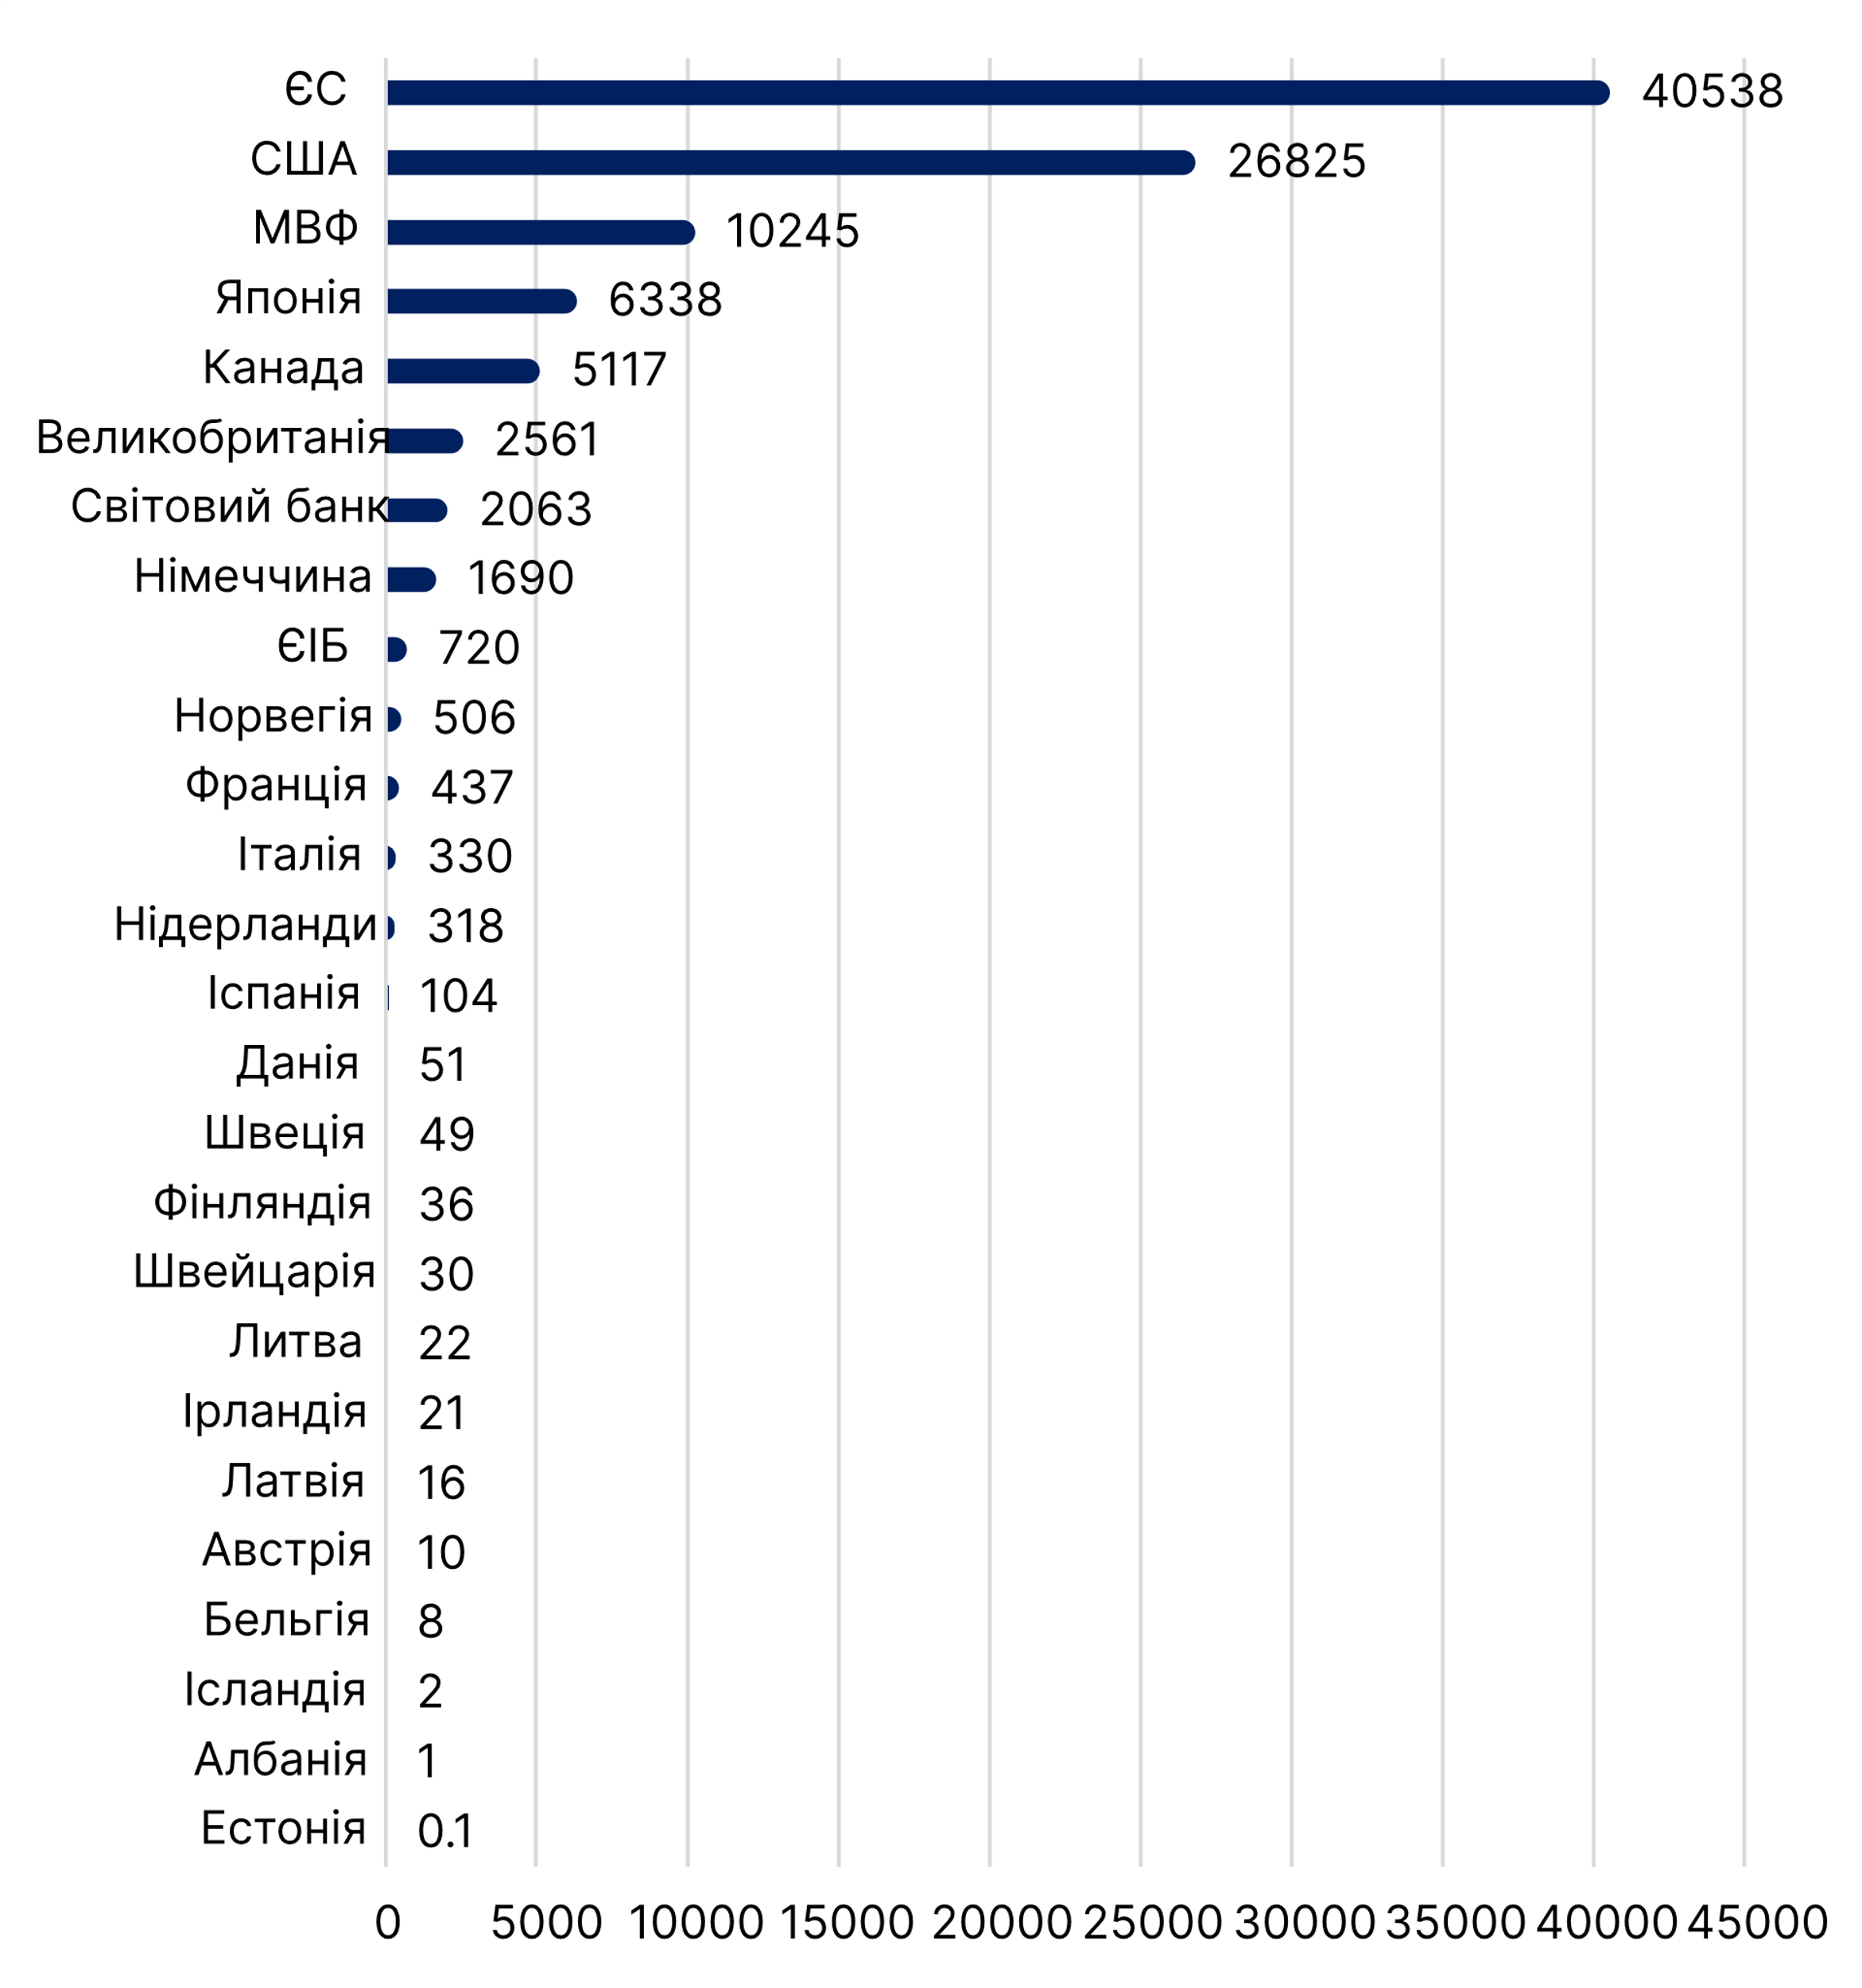 ЄС 40538
США 26825
МВФ 10245
Японія 6338
Канада 5117
Великобританія 2561
Світовий банк 2063
Німеччина 1690
ЄІБ 720
Норвегія 506
Франція 437
Італія 330
Нідерланди 318
Іспанія 104
Данія 51
Швеція 49
Фінляндія 36
Швейцарія 30
Литва 22
Ірландія 21
Латвія 16
Австрія 10
Бельгія 8
Ісландія 2
Албанія 1
Естонія 0.1
0 5000 10000 15000 20000 25000 30000 35000 40000 45000